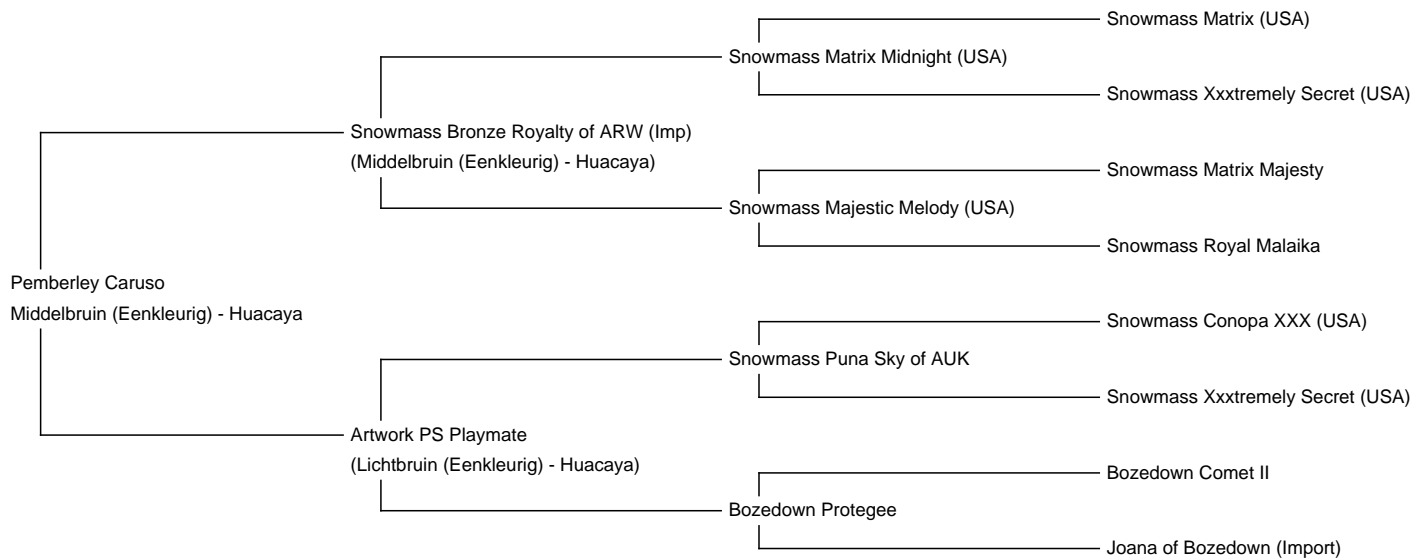 Snowmass Matrix (USA)
Snowmass Matrix Midnight (USA)
Snowmass Xxxtremely Secret (USA)
Snowmass Bronze Royalty of ARW (Imp)
(Middelbruin (Eenkleurig) - Huacaya)
Snowmass Matrix Majesty
Snowmass Majestic Melody (USA)
Snowmass Royal Malaika
Pemberley Caruso
Middelbruin (Eenkleurig) - Huacaya
Snowmass Conopa XXX (USA)
Snowmass Puna Sky of AUK
Snowmass Xxxtremely Secret (USA)
Artwork PS Playmate
(Lichtbruin (Eenkleurig) - Huacaya)
Bozedown Comet II
Bozedown Protegee
Joana of Bozedown (Import)